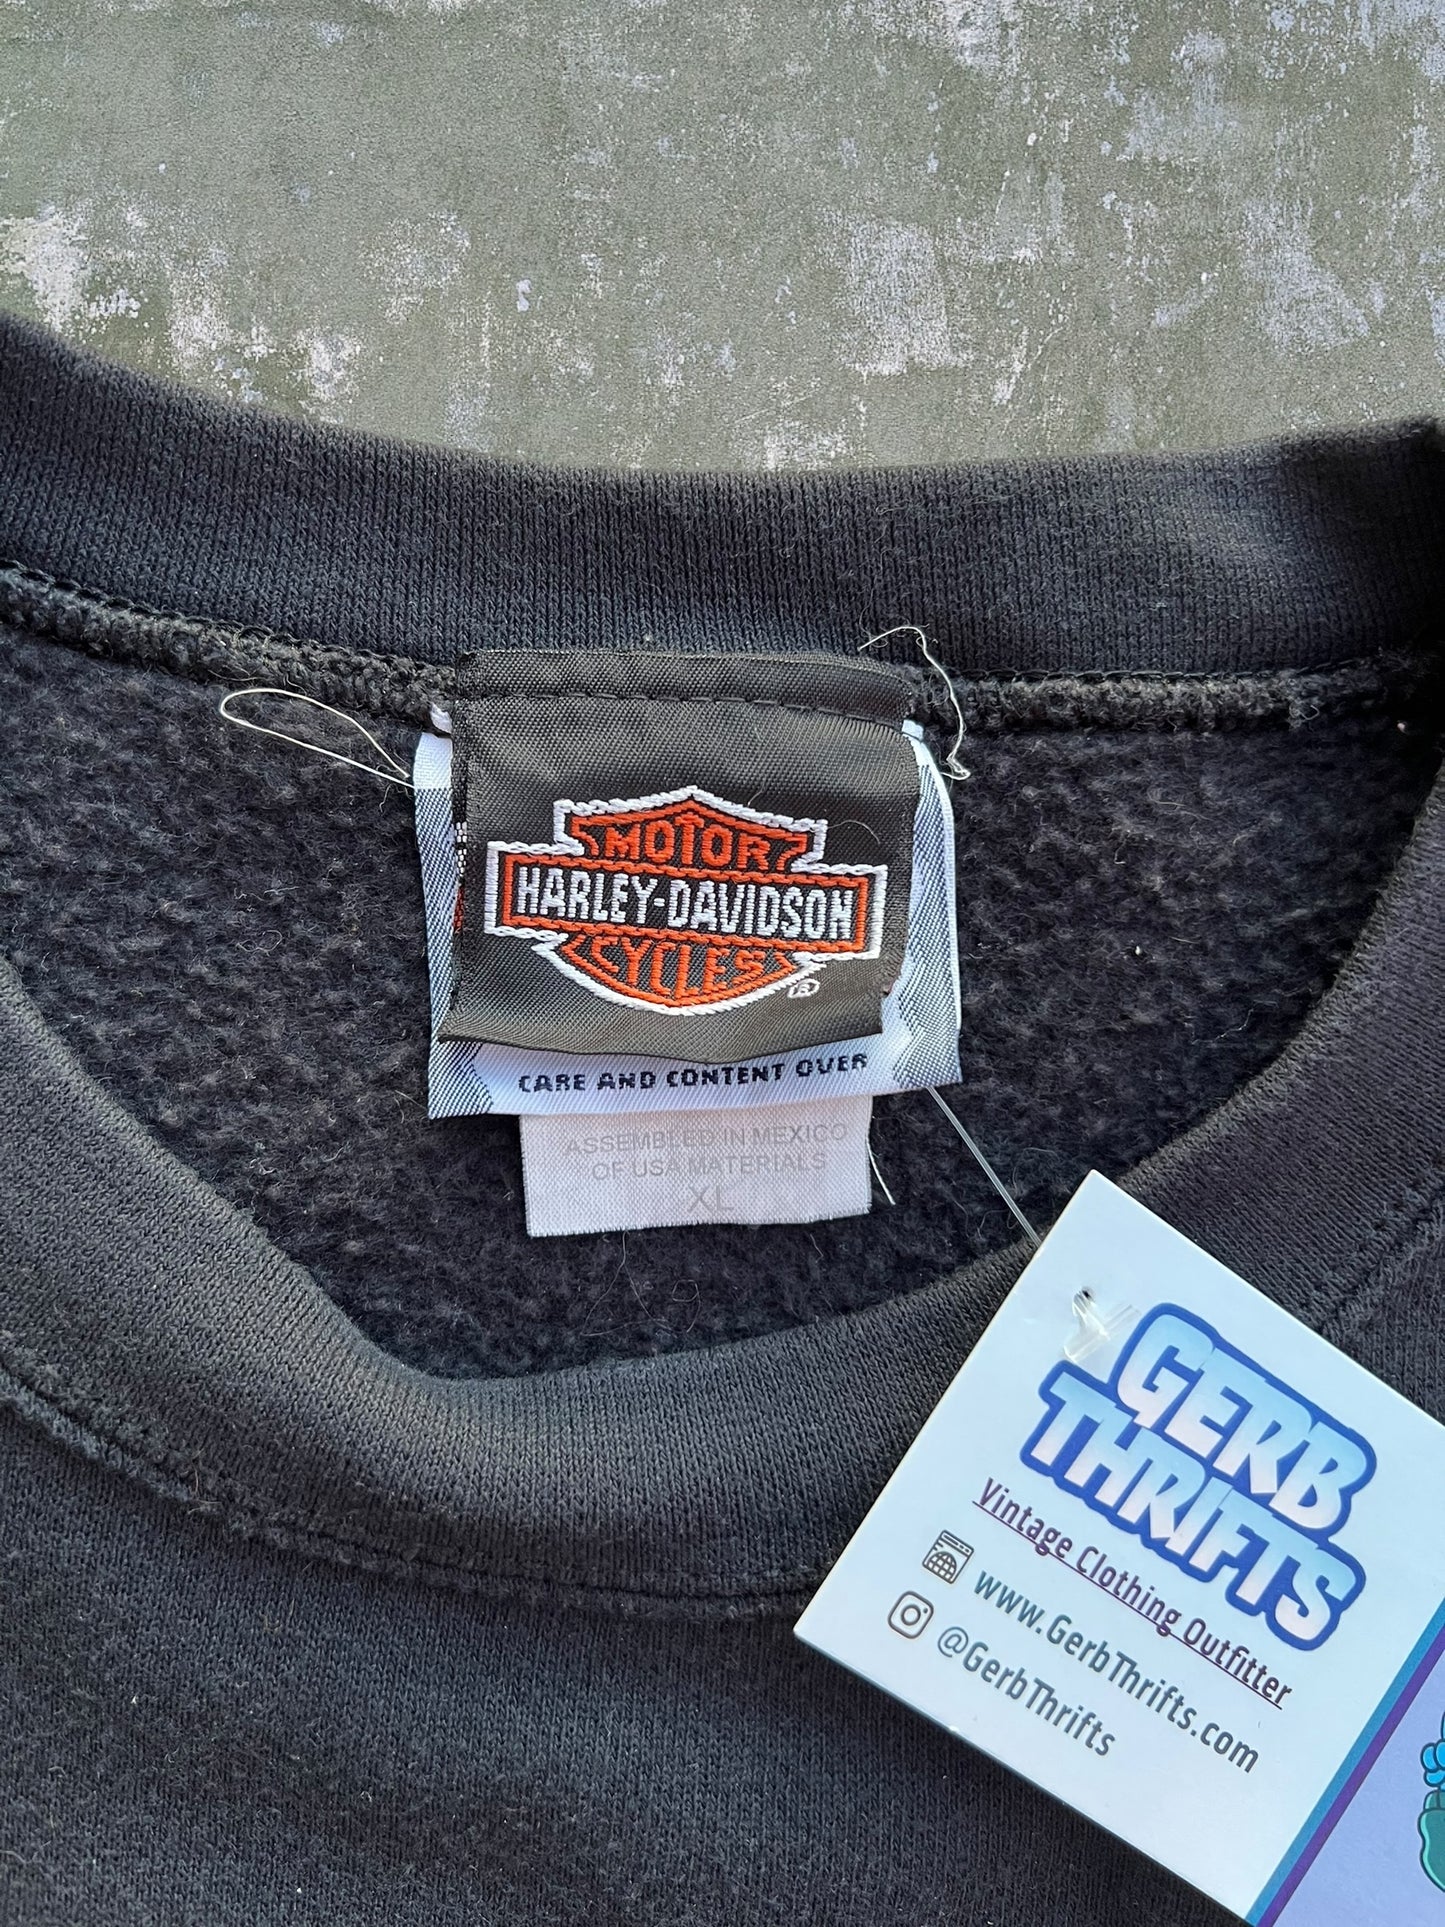 MOTOR
HARLEY-DAVIDSON
CYCLES
®
CARE AND CONTENT OVER
ASSEMBLED IN MEXICO
OF USA MATERIALS
XL
GERB
THRIFTS
Vintage Clothing Outfitter
www.GerbThrifts.com
@GerbThrifts